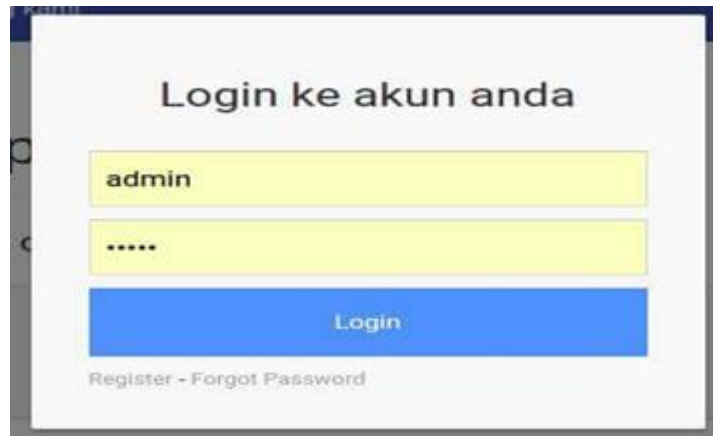 Login ke akun anda
admin
•••••
Login
Register - Forgot Password